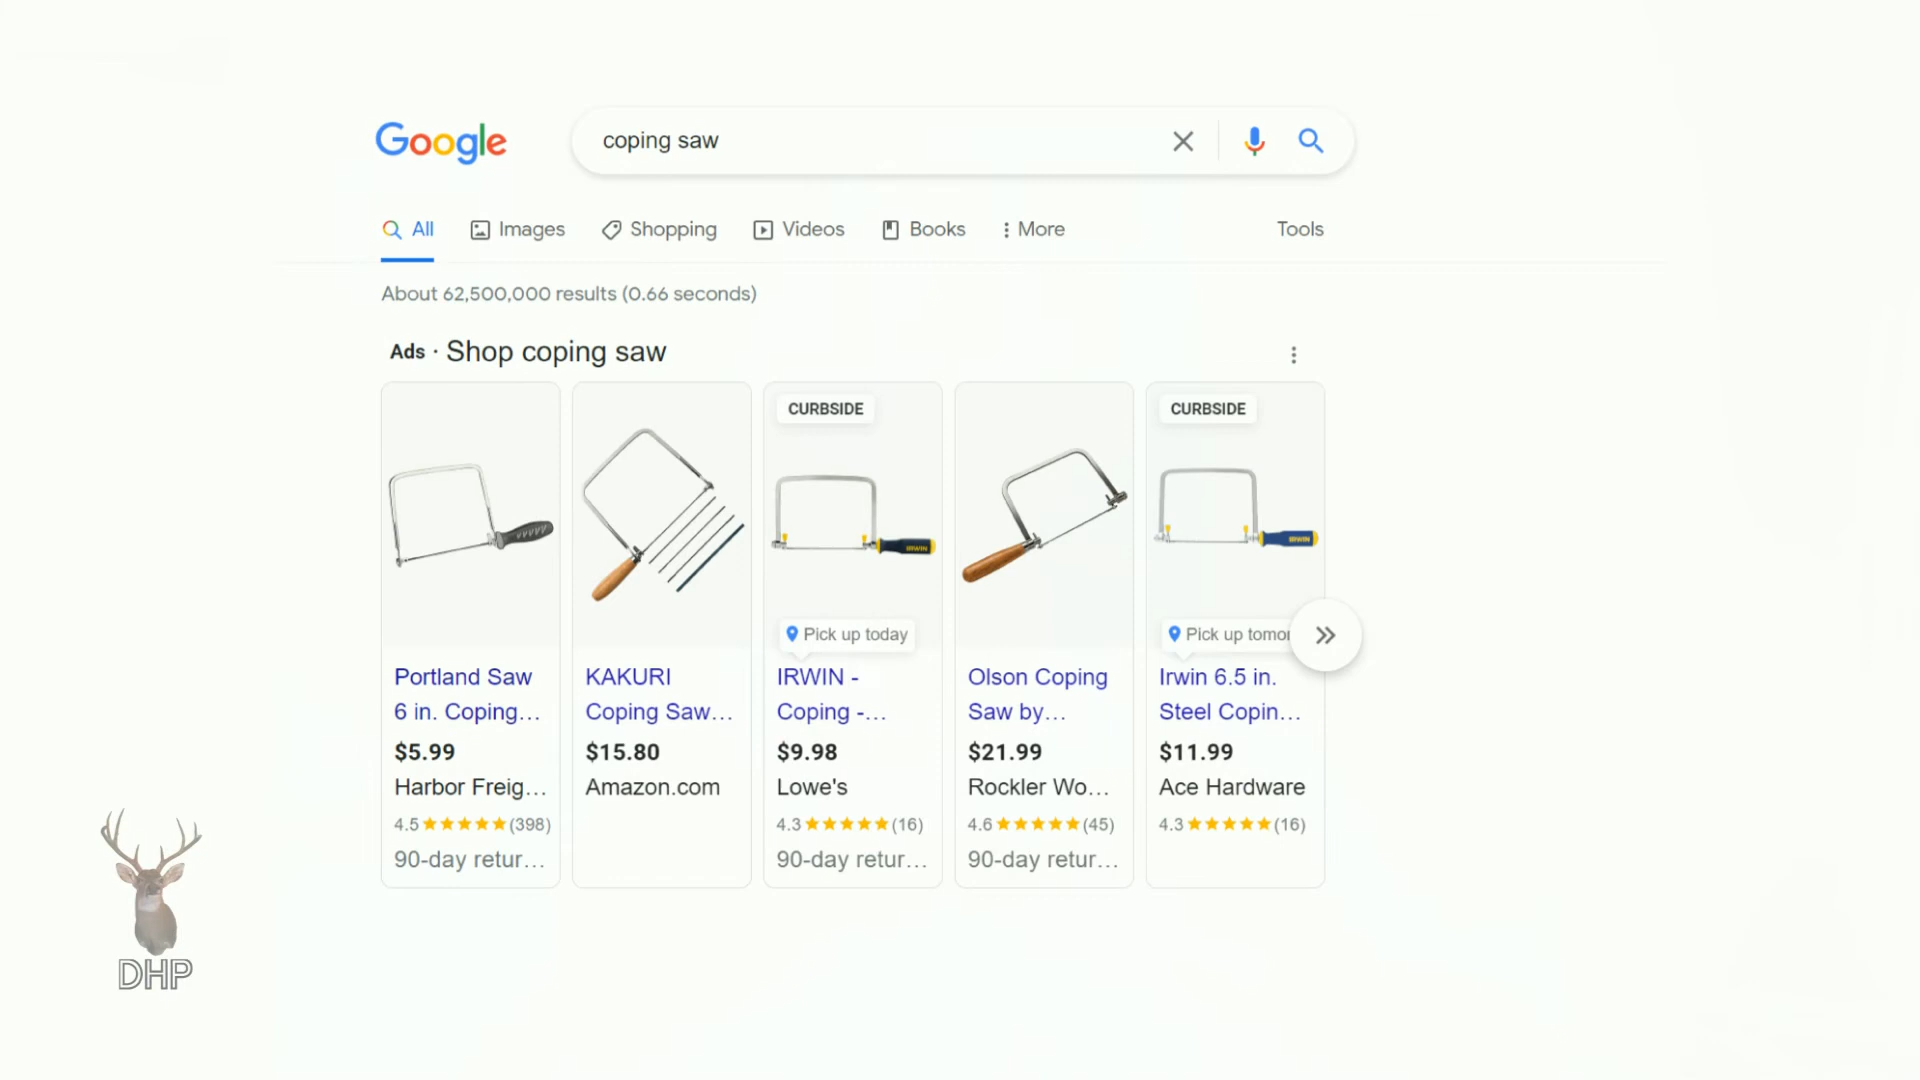 Google
coping saw
All
Images
Shopping
Videos
Books
More
Tools
About 62,500,000 results (0.66 seconds)
Ads · Shop coping saw
Portland Saw
6 in. Coping...
$5.99
Harbor Freig...
4.5 (398)
90-day retur...
KAKURI
Coping Saw...
$15.80
Amazon.com
CURBSIDE
IRWIN
Pick up today
IRWIN -
Coping -...
$9.98
Lowe's
4.3 (16)
90-day retur...
Olson Coping
Saw by...
$21.99
Rockler Wo...
4.6 (45)
90-day retur...
CURBSIDE
IRWIN
Pick up tomor
Irwin 6.5 in.
Steel Copin...
$11.99
Ace Hardware
4.3 (16)
DHP